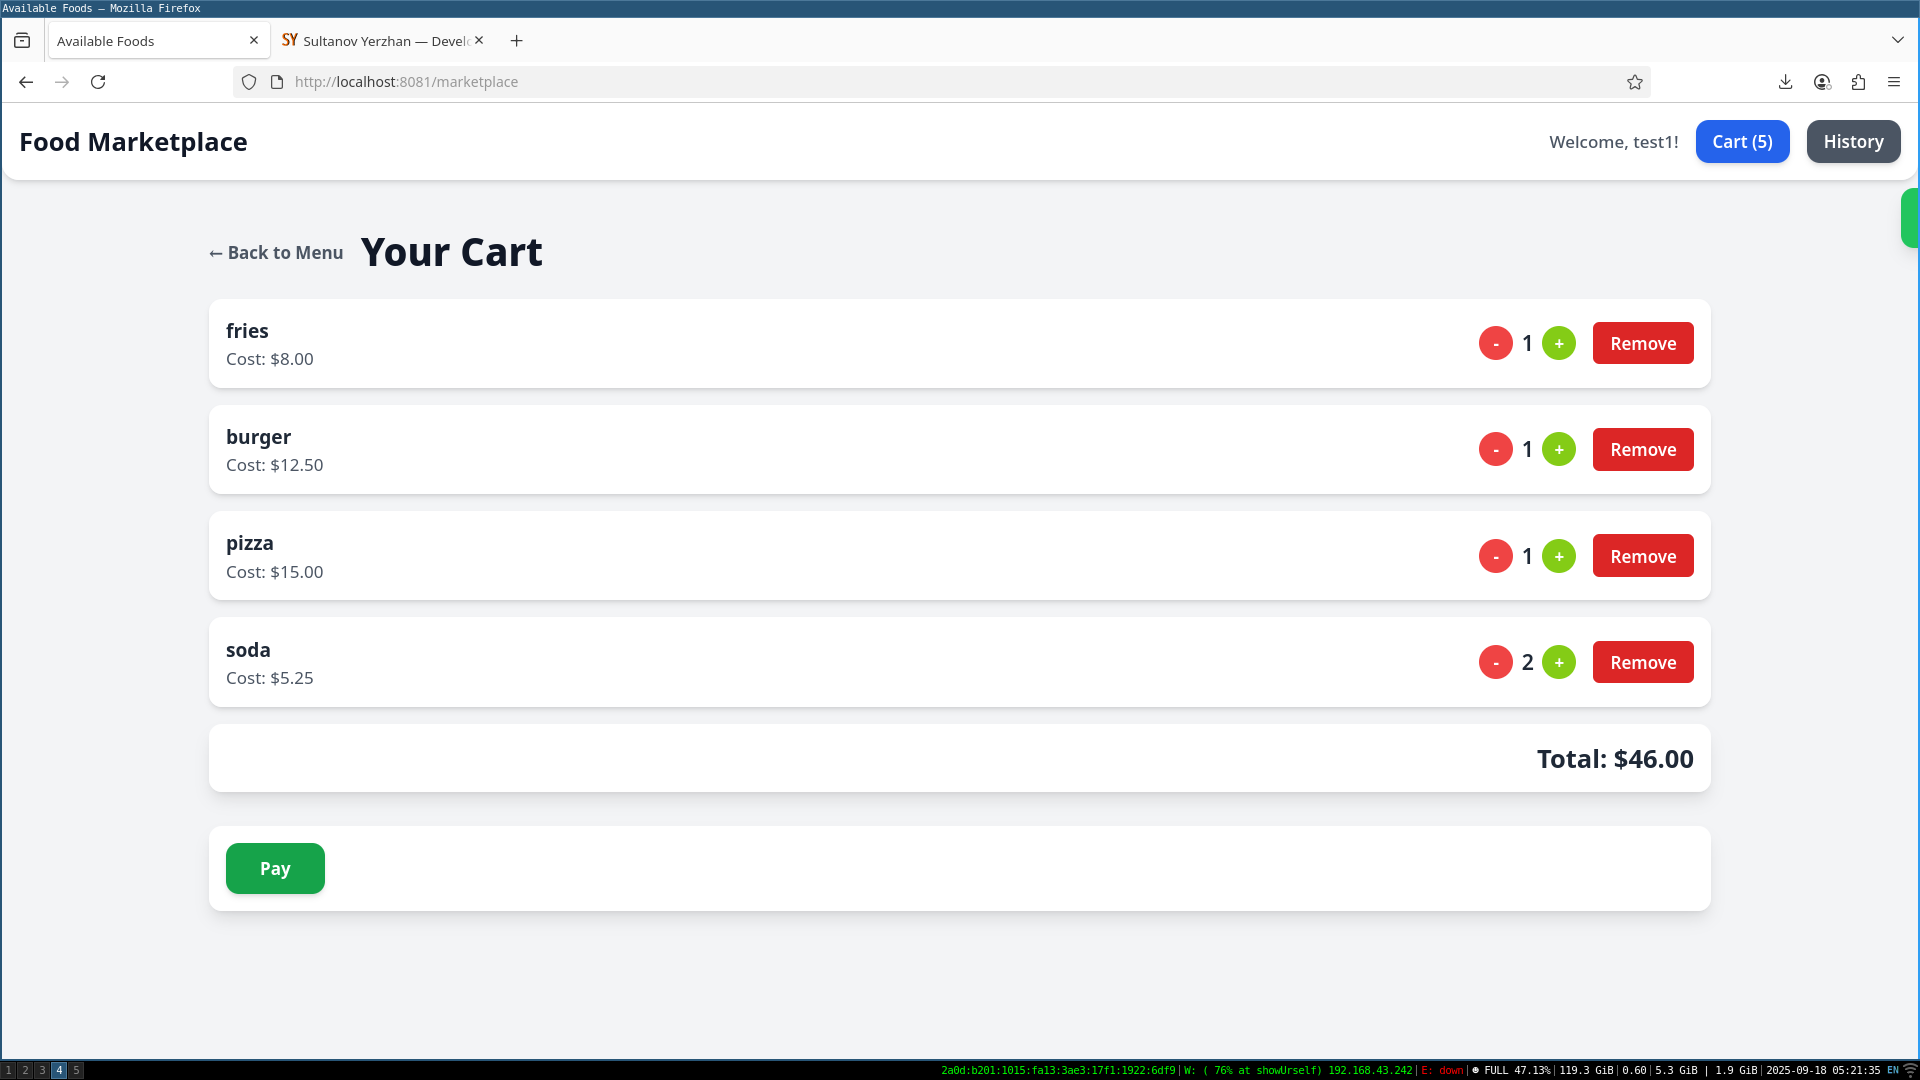 Available Foods — Mozilla Firefox
Available Foods
SY Sultanov Yerzhan — Devel
http://localhost:8081/marketplace
Food Marketplace
Welcome, test1!
Cart (5)
History
← Back to Menu
Your Cart
fries
Cost: $8.00
- 1 +
Remove
burger
Cost: $12.50
- 1 +
Remove
pizza
Cost: $15.00
- 1 +
Remove
soda
Cost: $5.25
- 2 +
Remove
Total: $46.00
Pay
1 2 3 4 5
2a0d:b201:1015:fa13:3ae3:17f1:1922:6df9|W: ( 76% at showUrself) 192.168.43.242|E: down|☻ FULL 47.13%|119.3 GiB|0.60|5.3 GiB | 1.9 GiB|2025-09-18 05:21:35 EN